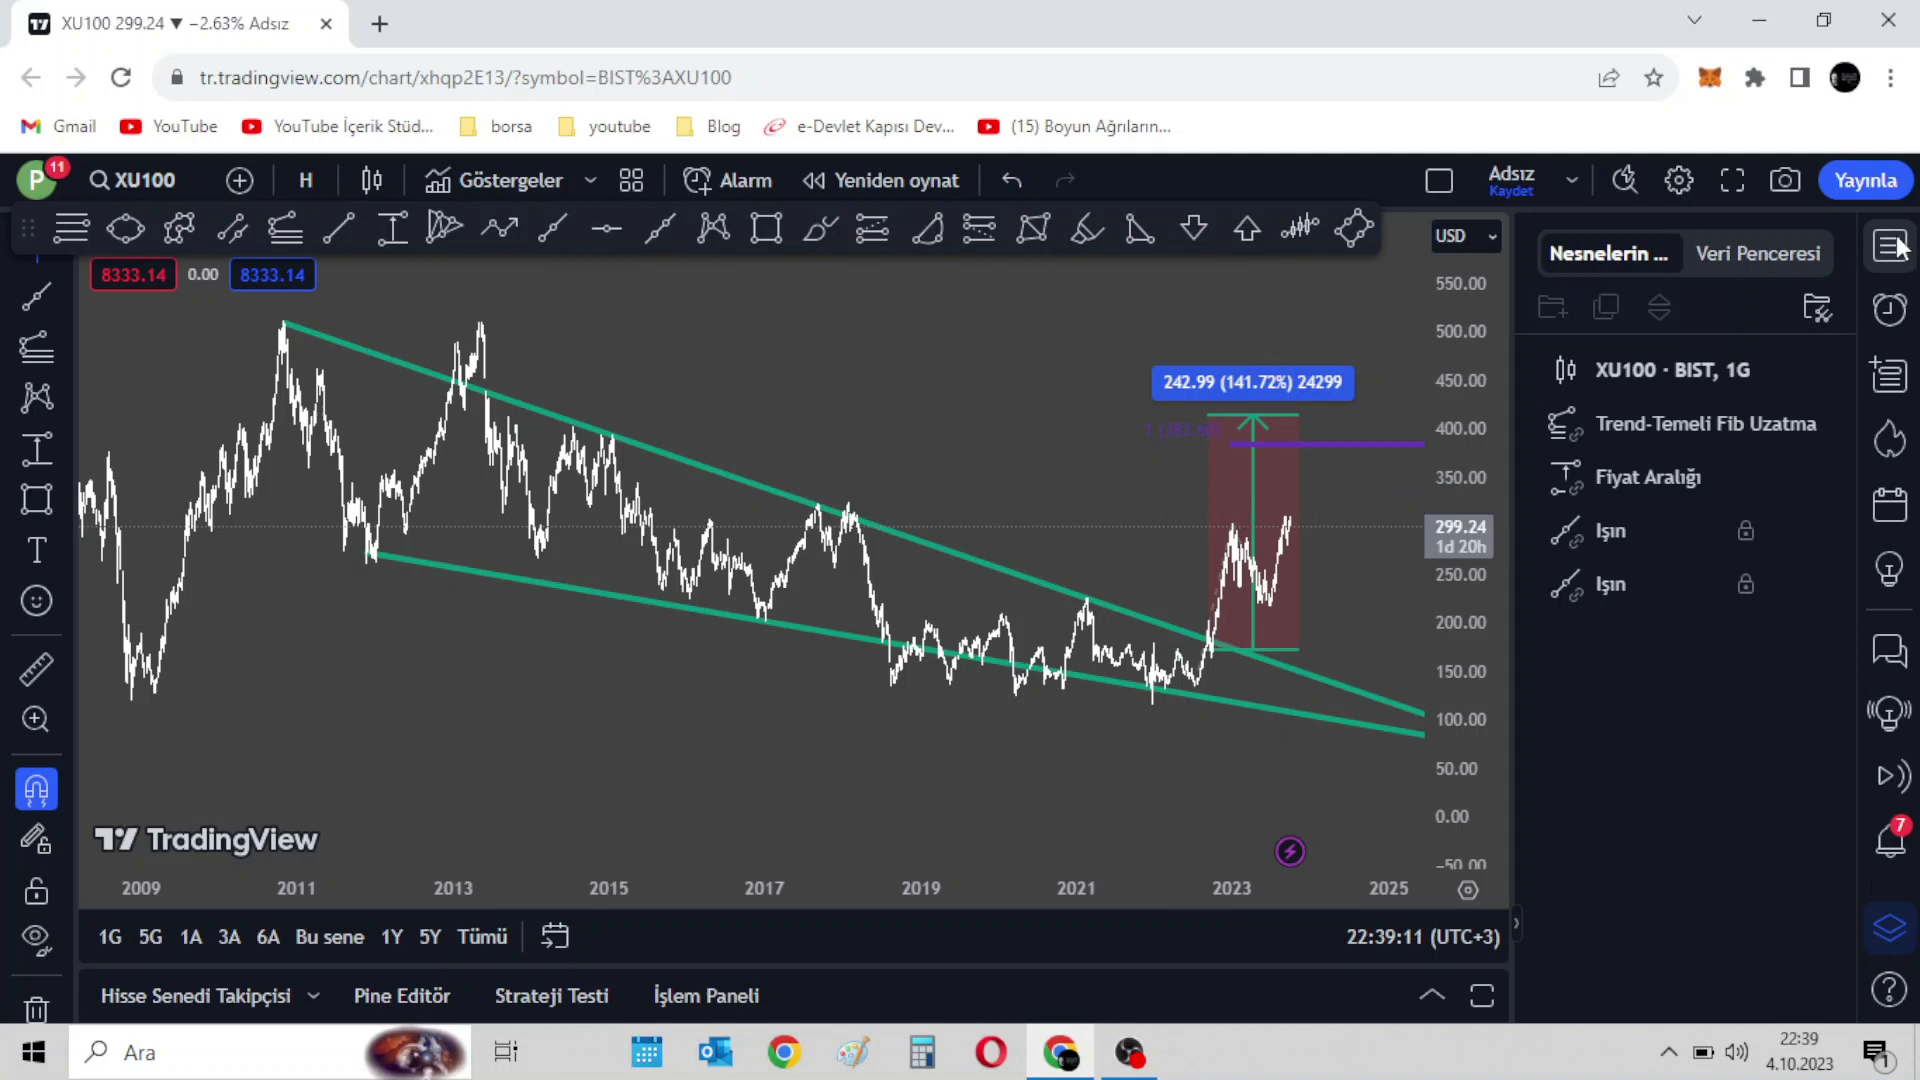 XU100 299.24 ▼ −2.63% Adsız
tr.tradingview.com/chart/xhqp2E13/?symbol=BIST%3AXU100
Gmail YouTube YouTube İçerik Stüd... borsa youtube Blog e-Devlet Kapısı Dev... (15) Boyun Ağrıların...
P 11 XU100 H Göstergeler Alarm Yeniden oynat Adsız Kaydet Yayınla
USD
Nesnelerin ... Veri Penceresi
8333.14 0.00 8333.14
550.00
500.00
450.00
400.00
350.00
299.24
1d 20h
250.00
200.00
150.00
100.00
50.00
0.00
−50.00
242.99 (141.72%) 24299
XU100 · BIST, 1G
Trend-Temeli Fib Uzatma
Fiyat Aralığı
Işın
Işın
7
TradingView
2009 2011 2013 2015 2017 2019 2021 2023 2025
1G 5G 1A 3A 6A Bu sene 1Y 5Y Tümü 22:39:11 (UTC+3)
Hisse Senedi Takipçisi Pine Editör Strateji Testi İşlem Paneli
Ara
22:39
4.10.2023
1